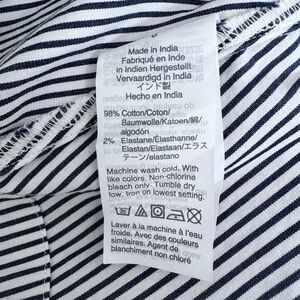 Made in India
Fabriqué en Inde
in Indien Hergestellt
Vervaardigd in India
インド製
Hecho en India
98% Cotton/Coton/
Baumwolle/Katoen/綿/
algodón
2% Elastane/Élasthanne/
Elastan/Elastaan/エラス
テーン/elastano
Machine wash cold. With
like colors. Non-chlorine
bleach only. Tumble dry
low. Iron on lowest setting.
30
Laver à la machine à l'eau
froide. Avec des couleurs
similaires. Agent de
blanchiment non chloré